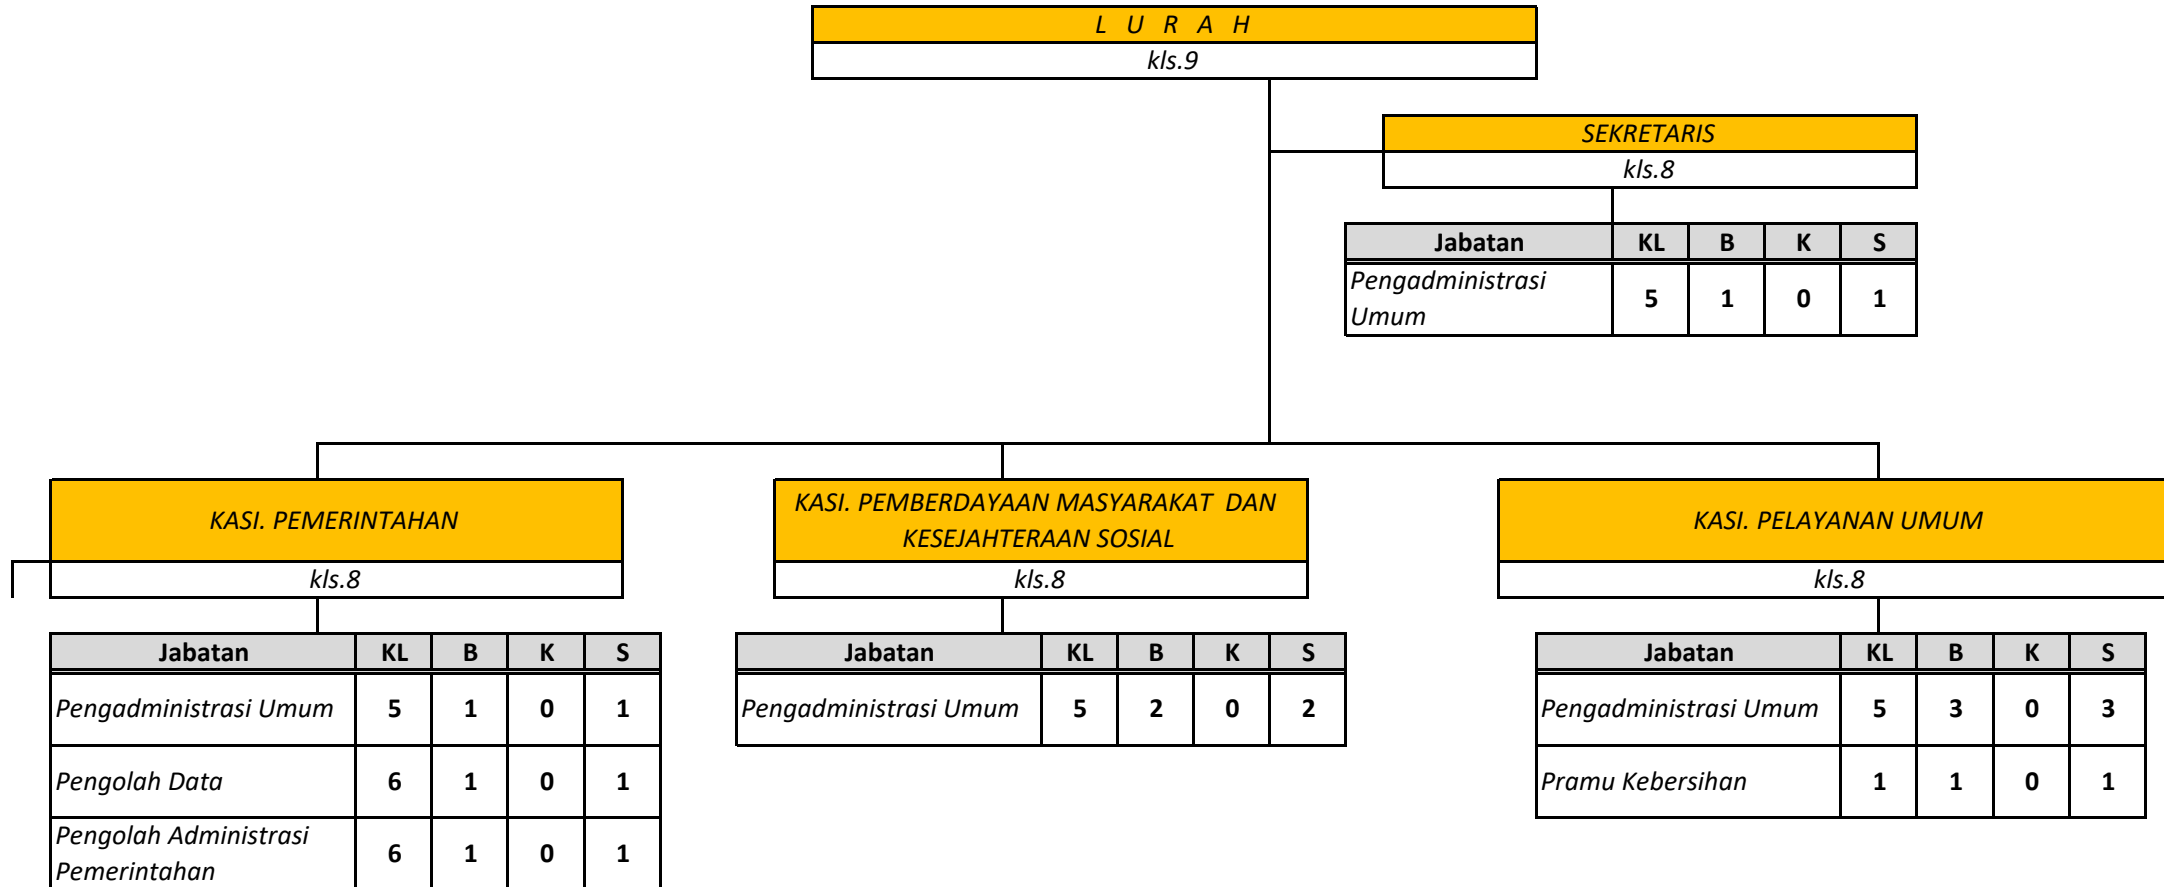 L U R A H
kls.9
SEKRETARIS
kls.8
Jabatan KL B K S
Pengadministrasi
Umum 5 1 0 1
KASI. PEMERINTAHAN
kls.8
Jabatan KL B K S
Pengadministrasi Umum 5 1 0 1
Pengolah Data 6 1 0 1
Pengolah Administrasi
Pemerintahan 6 1 0 1
KASI. PEMBERDAYAAN MASYARAKAT DAN
KESEJAHTERAAN SOSIAL
kls.8
Jabatan KL B K S
Pengadministrasi Umum 5 2 0 2
KASI. PELAYANAN UMUM
kls.8
Jabatan KL B K S
Pengadministrasi Umum 5 3 0 3
Pramu Kebersihan 1 1 0 1